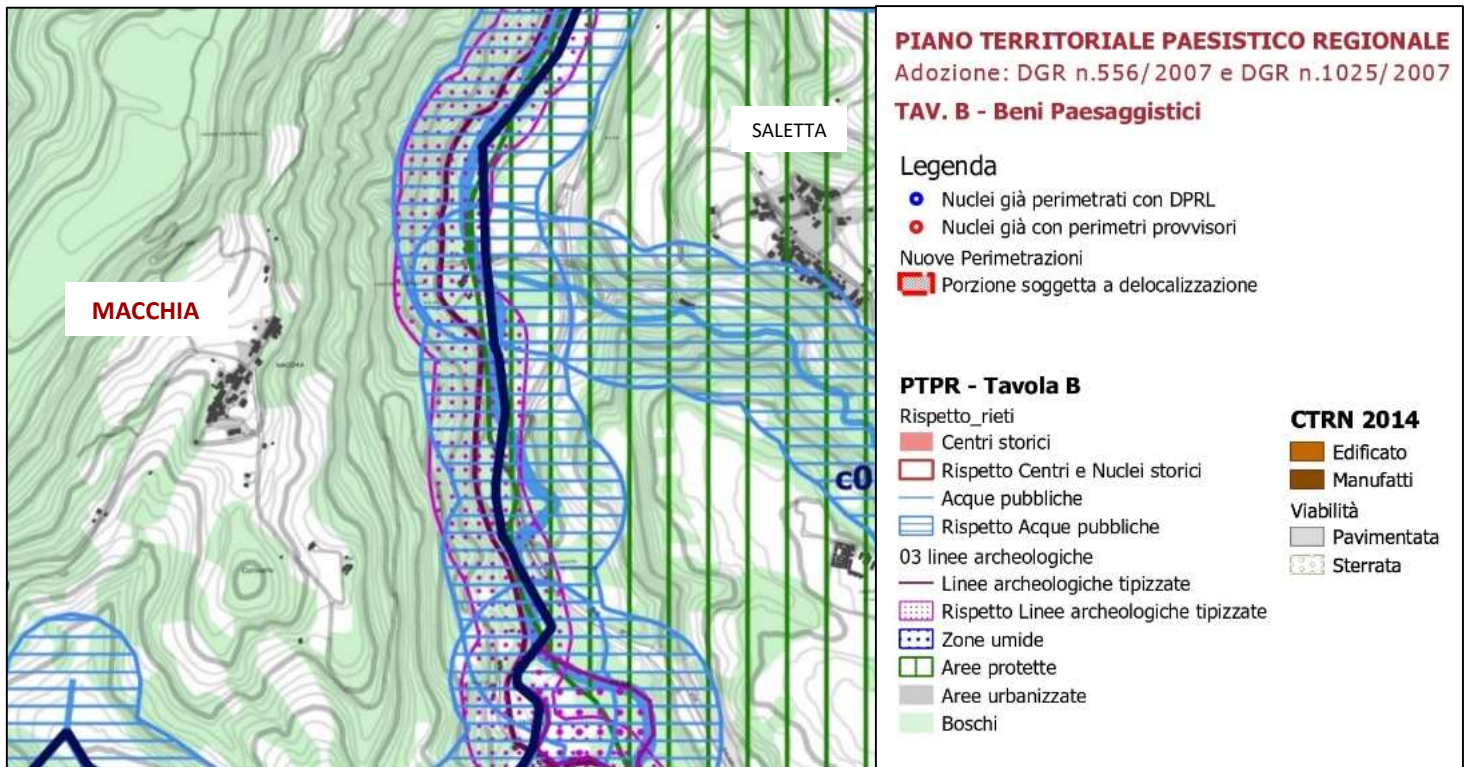 SALETTA
MACCHIA
MACCHIA
c0
PIANO TERRITORIALE PAESISTICO REGIONALE
Adozione: DGR n.556/2007 e DGR n.1025/2007
TAV. B - Beni Paesaggistici
Legenda
Nuclei già perimetrati con DPRL
Nuclei già con perimetri provvisori
Nuove Perimetrazioni
Porzione soggetta a delocalizzazione
PTPR - Tavola B
Rispetto_rieti
Centri storici
Rispetto Centri e Nuclei storici
Acque pubbliche
Rispetto Acque pubbliche
03 linee archeologiche
Linee archeologiche tipizzate
Rispetto Linee archeologiche tipizzate
Zone umide
Aree protette
Aree urbanizzate
Boschi
CTRN 2014
Edificato
Manufatti
Viabilità
Pavimentata
Sterrata